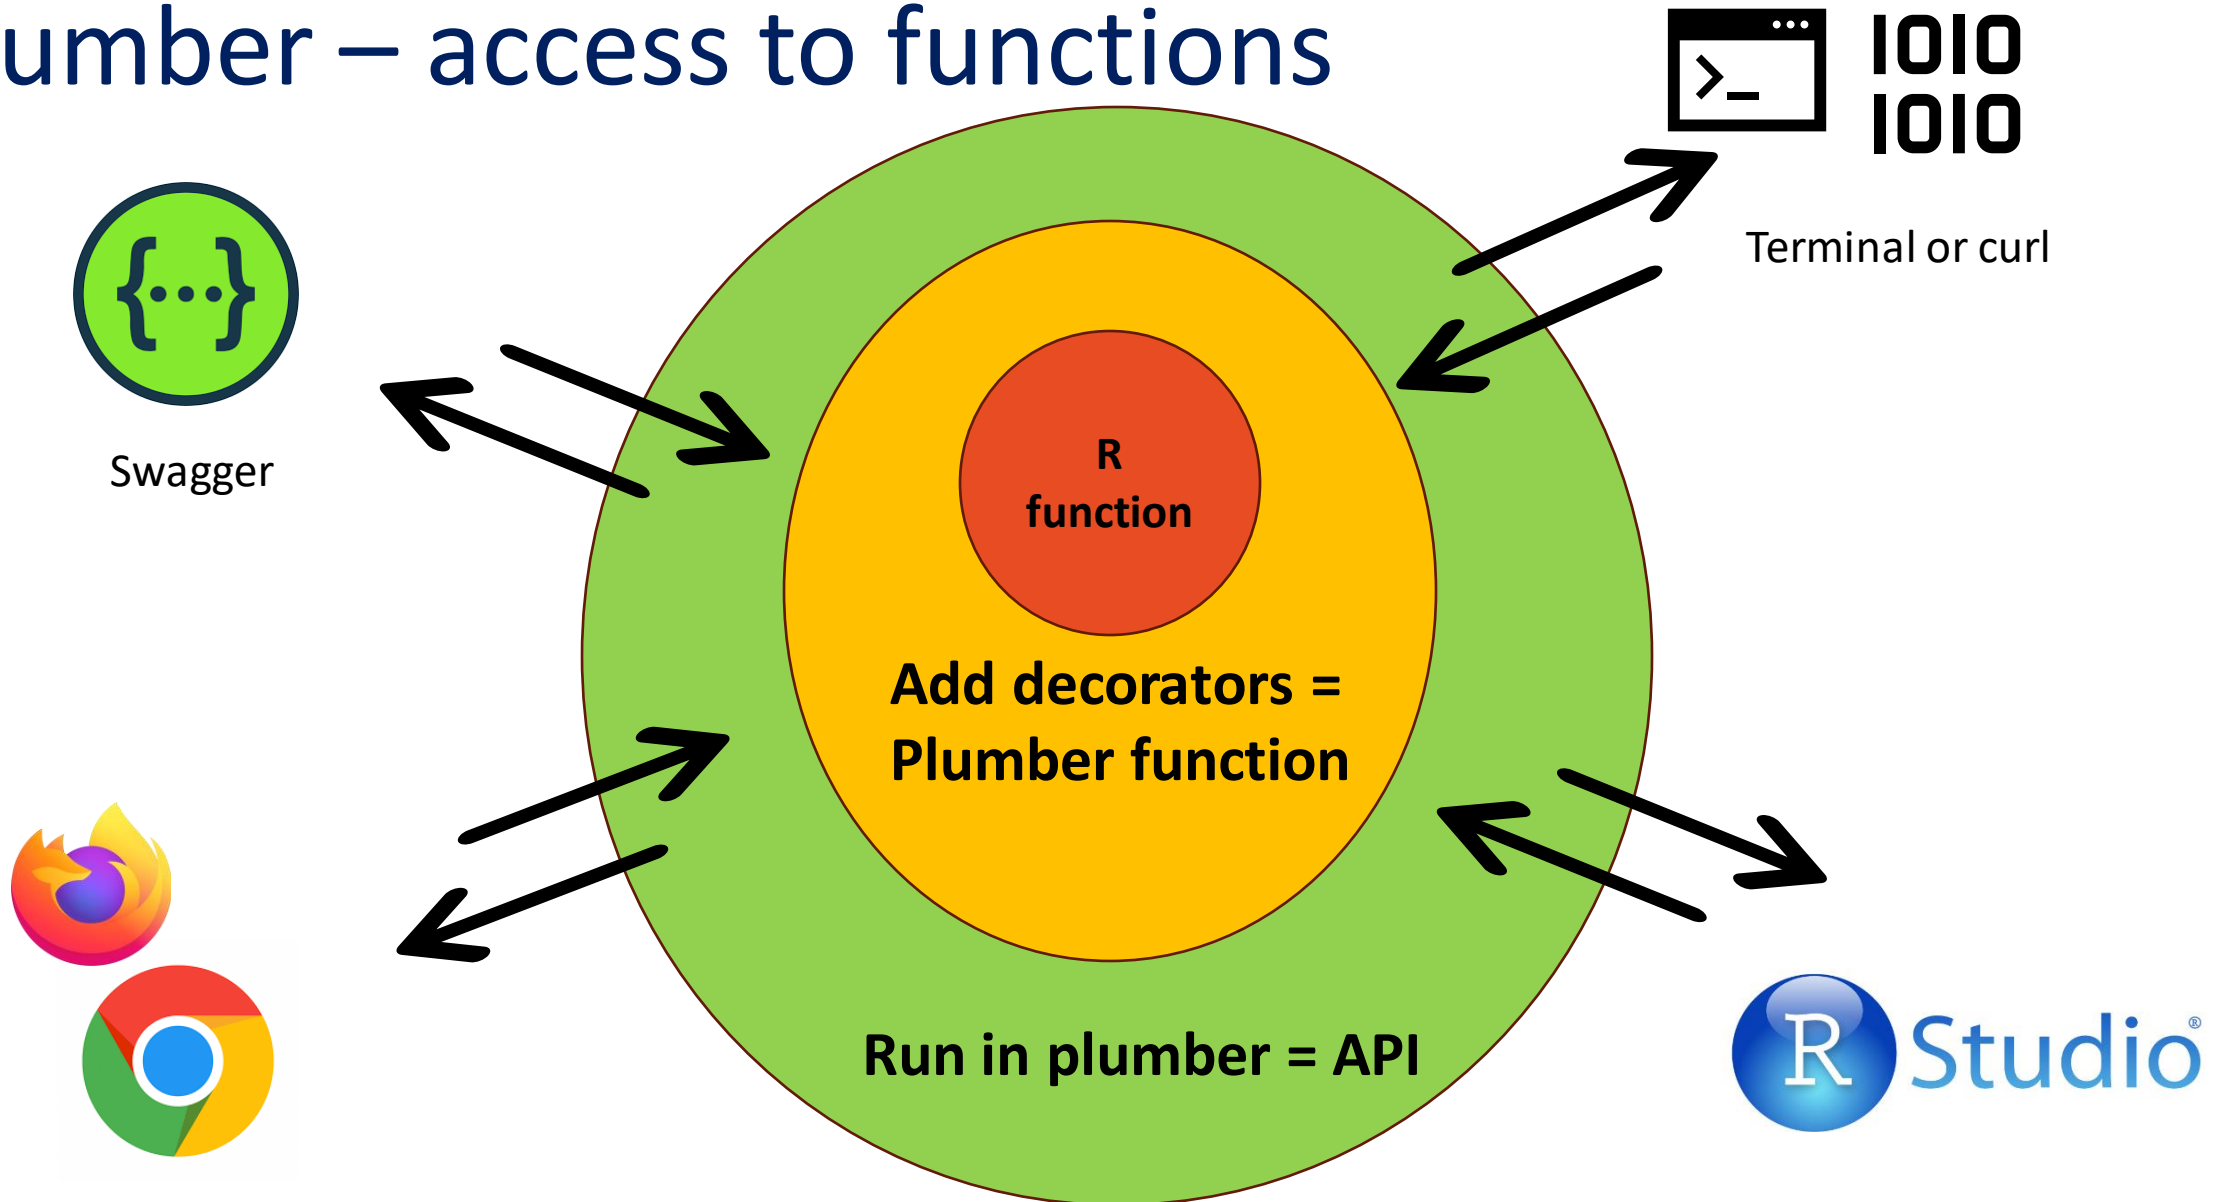 umber – access to functions
>_
1010
1010
Terminal or curl
{...}
Swagger
R
function
Add decorators =
Plumber function
Run in plumber = API
R Studio®